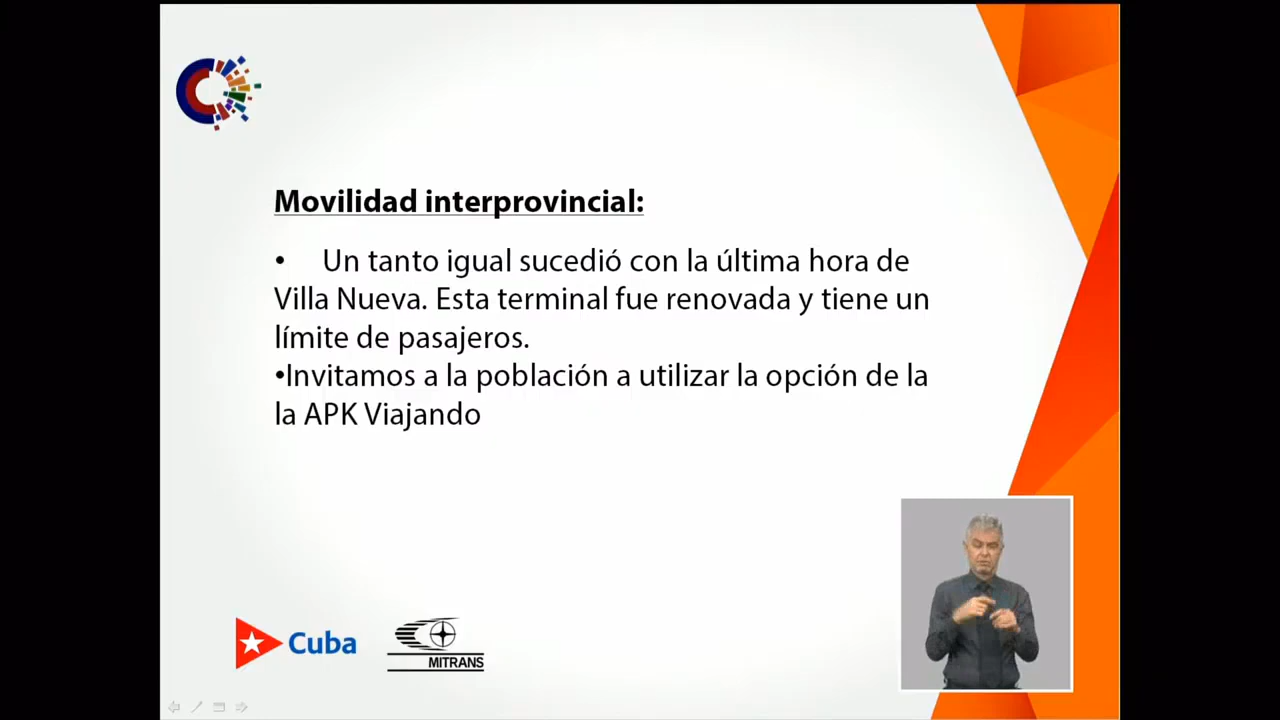 Movilidad interprovincial:
• Un tanto igual sucedió con la última hora de
Villa Nueva. Esta terminal fue renovada y tiene un
límite de pasajeros.
•Invitamos a la población a utilizar la opción de la
la APK Viajando
Cuba
MITRANS